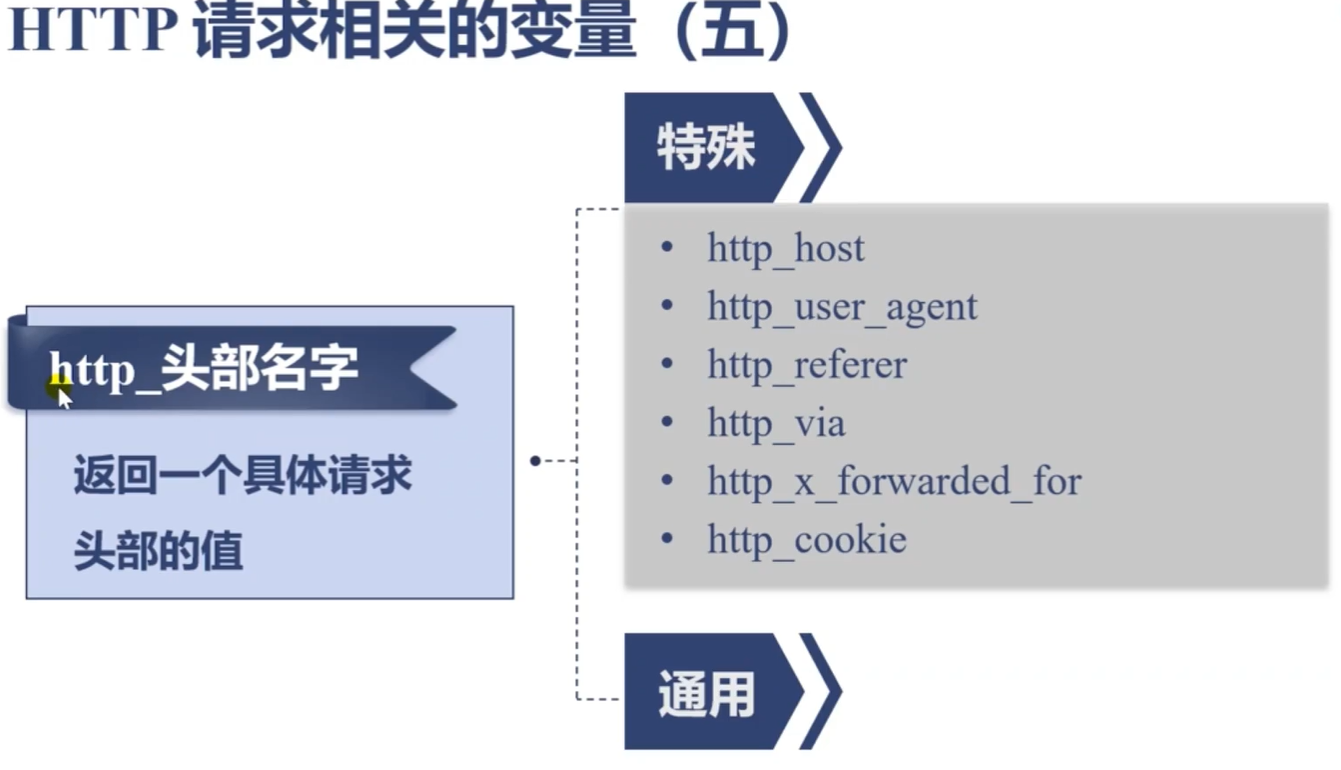 HTTP 请求相关的变量（五）
特殊
• http_host
• http_user_agent
• http_referer
• http_via
• http_x_forwarded_for
• http_cookie
http_头部名字
返回一个具体请求
头部的值
通用